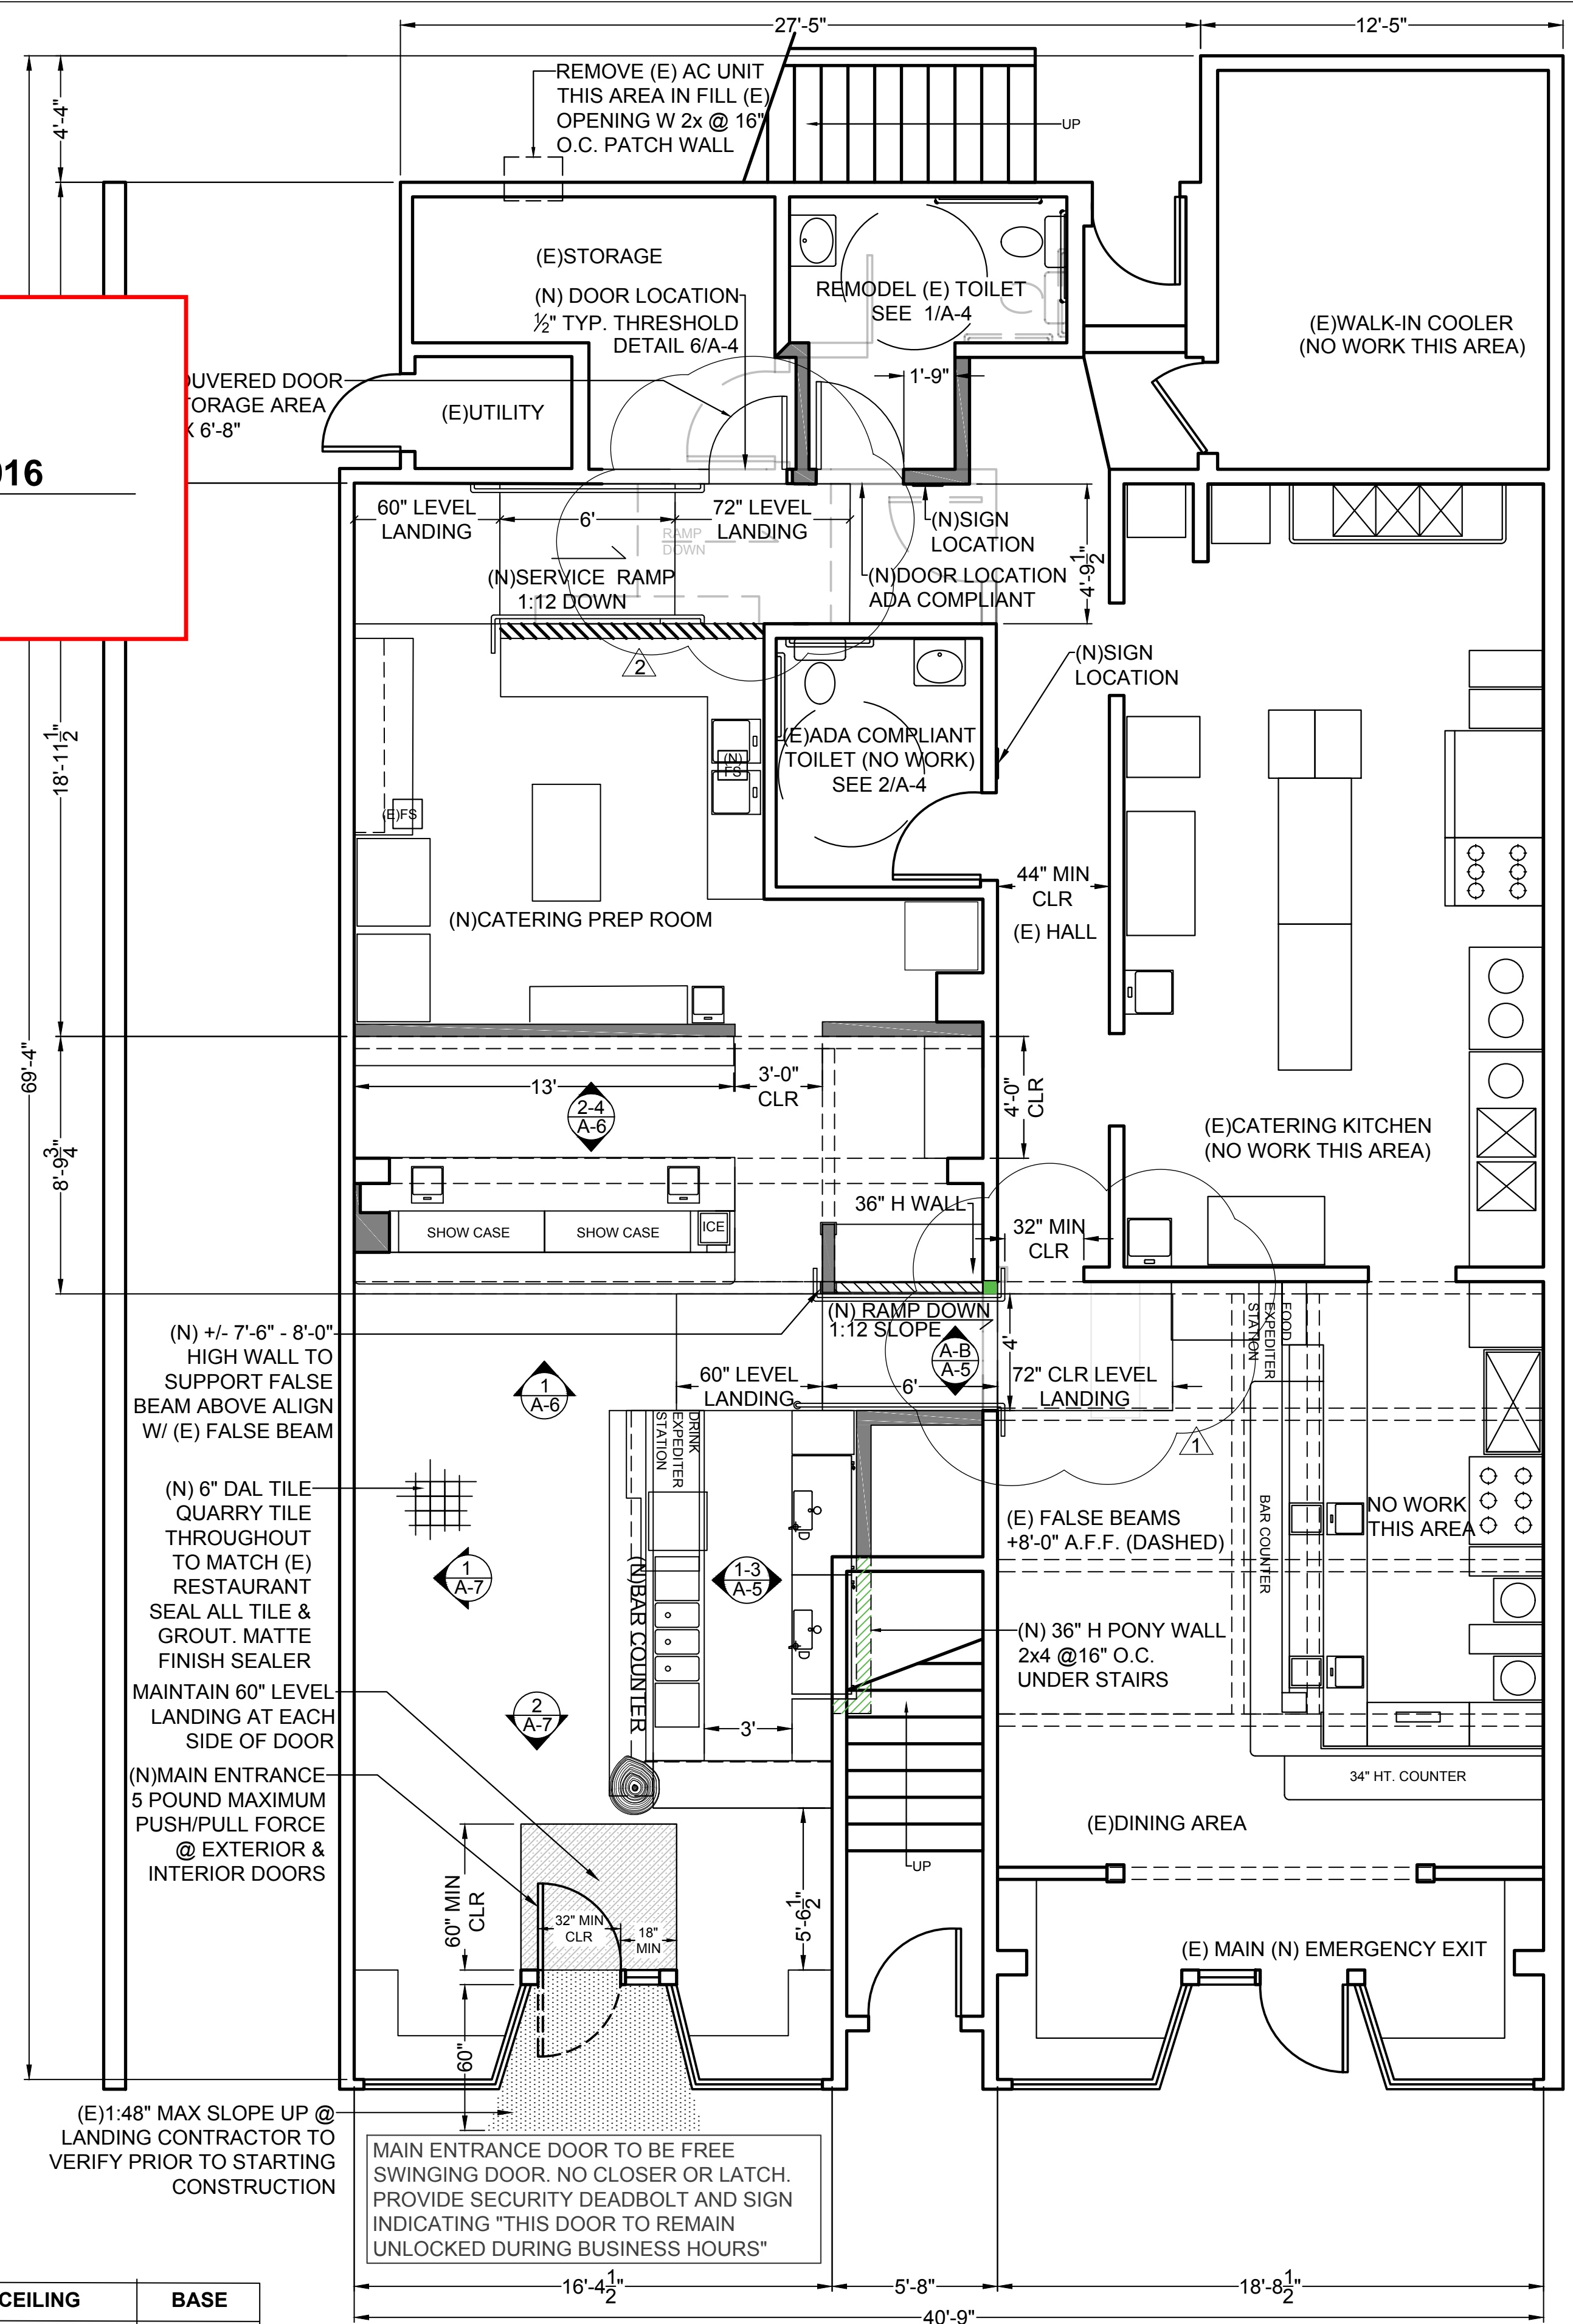 27'-5"
12'-5"
4'-4"
REMOVE (E) AC UNIT
THIS AREA IN FILL (E)
OPENING W 2x @ 16"
O.C. PATCH WALL
UP
(E)STORAGE
(N) DOOR LOCATION
½" TYP. THRESHOLD
DETAIL 6/A-4
REMODEL (E) TOILET
SEE 1/A-4
(E)WALK-IN COOLER
(NO WORK THIS AREA)
016
OUVERED DOOR
TORAGE AREA
X 6'-8"
(E)UTILITY
1'-9"
60" LEVEL
LANDING
6'
72" LEVEL
LANDING
RAMP
DOWN
(N)SIGN
LOCATION
(N)SERVICE RAMP
1:12 DOWN
(N)DOOR LOCATION
ADA COMPLIANT
4'-9½"
2
(N)SIGN
LOCATION
18'-11½"
(E)ADA COMPLIANT
TOILET (NO WORK)
SEE 2/A-4
(N)
FS
(E)FS
44" MIN
CLR
(E) HALL
(N)CATERING PREP ROOM
69'-4"
13'
3'-0"
CLR
4'-0"
CLR
2-4
A-6
(E)CATERING KITCHEN
(NO WORK THIS AREA)
8'-9¾"
36" H WALL
32" MIN
CLR
SHOW CASE
SHOW CASE
ICE
(N) +/- 7'-6" - 8'-0"
HIGH WALL TO
SUPPORT FALSE
BEAM ABOVE ALIGN
W/ (E) FALSE BEAM
(N) RAMP DOWN
1:12 SLOPE
A-B
A-5
4'
FOOD
EXPEDITER
STATION
1
A-6
60" LEVEL
LANDING
6'
72" CLR LEVEL
LANDING
DRINK
EXPEDITER
STATION
1
(N) 6" DAL TILE
QUARRY TILE
THROUGHOUT
TO MATCH (E)
RESTAURANT
SEAL ALL TILE &
GROUT. MATTE
FINISH SEALER
(E) FALSE BEAMS
+8'-0" A.F.F. (DASHED)
BAR COUNTER
NO WORK
THIS AREA
1
A-7
1-3
A-5
(N)BAR COUNTER
(N) 36" H PONY WALL
2x4 @16" O.C.
UNDER STAIRS
MAINTAIN 60" LEVEL
LANDING AT EACH
SIDE OF DOOR
2
A-7
3'
(N)MAIN ENTRANCE
5 POUND MAXIMUM
PUSH/PULL FORCE
@ EXTERIOR &
INTERIOR DOORS
34" HT. COUNTER
(E)DINING AREA
UP
60" MIN
CLR
32" MIN
CLR
18"
MIN
5'-6½"
(E) MAIN (N) EMERGENCY EXIT
60"
(E)1:48" MAX SLOPE UP @
LANDING CONTRACTOR TO
VERIFY PRIOR TO STARTING
CONSTRUCTION
MAIN ENTRANCE DOOR TO BE FREE
SWINGING DOOR. NO CLOSER OR LATCH.
PROVIDE SECURITY DEADBOLT AND SIGN
INDICATING "THIS DOOR TO REMAIN
UNLOCKED DURING BUSINESS HOURS"
16'-4½"
5'-8"
18'-8½"
40'-9"
CEILING
BASE